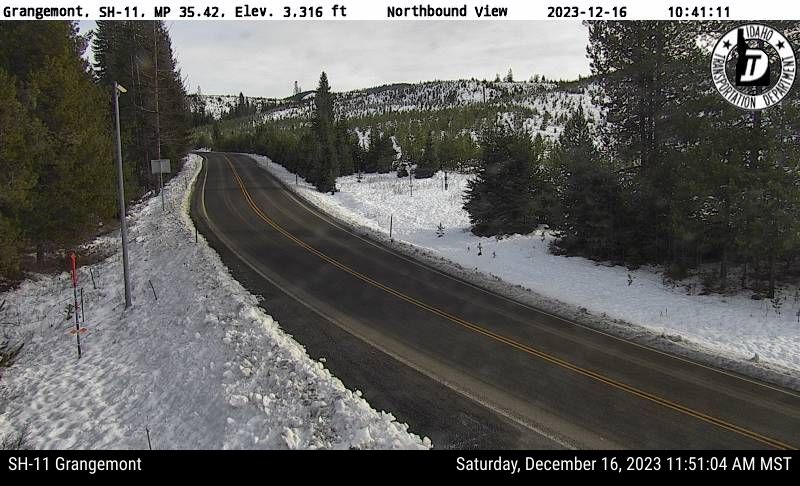 Grangemont, SH-11, MP 35.42, Elev. 3,316 ft Northbound View 2023-12-16 10:41:11
IDAHO
TRANSPORTATION DEPARTMENT
SH-11 Grangemont Saturday, December 16, 2023 11:51:04 AM MST